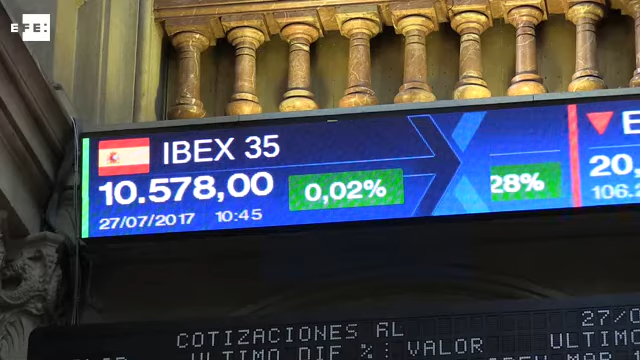 EFE:
IBEX 35
10.578,00 0,02%
27/07/2017 10:45
28%
E
20,
106.2
27/0
COTIZACIONES AL
ULTIMO DIF %: VALOR ULTIMO